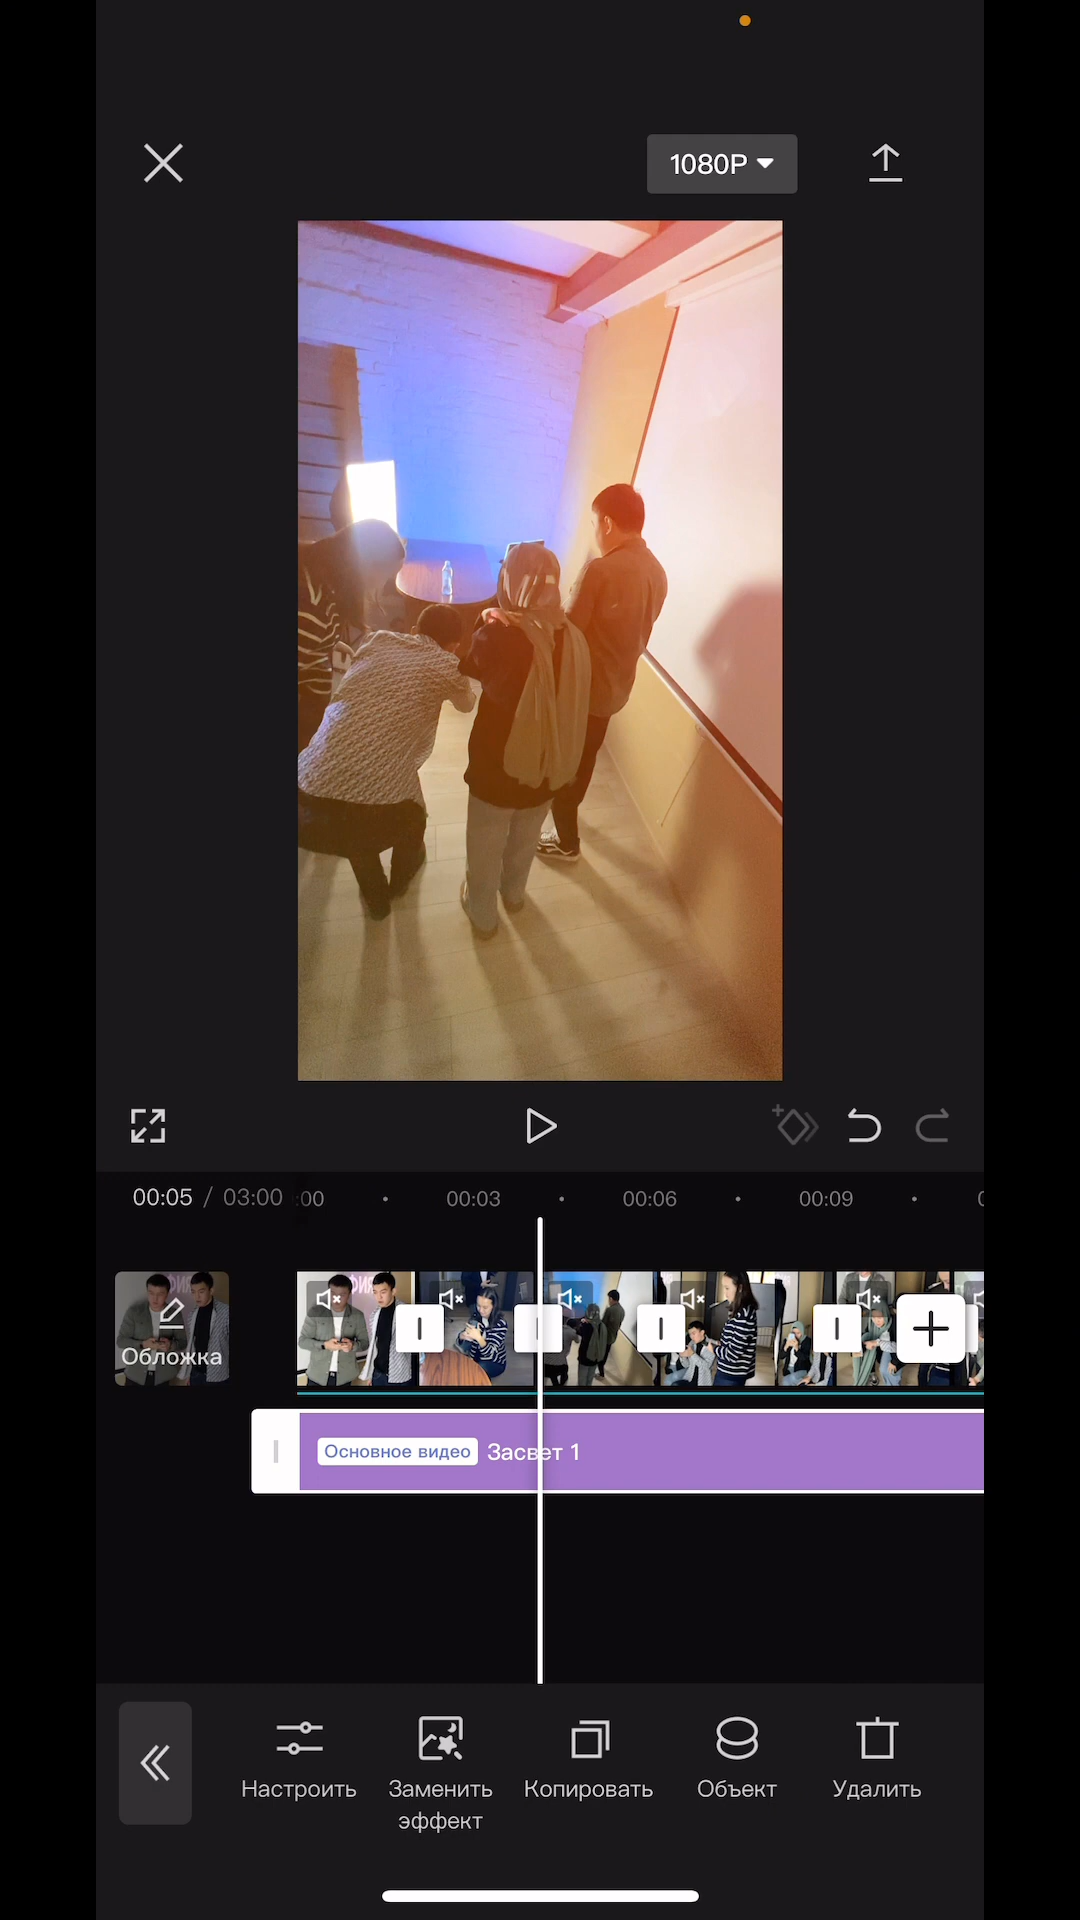 1080P
00:05 / 03:00
:00
00:03
00:06
00:09
Обложка
Основное видео
Засвет 1
Настроить
Заменить
эффект
Копировать
Объект
Удалить